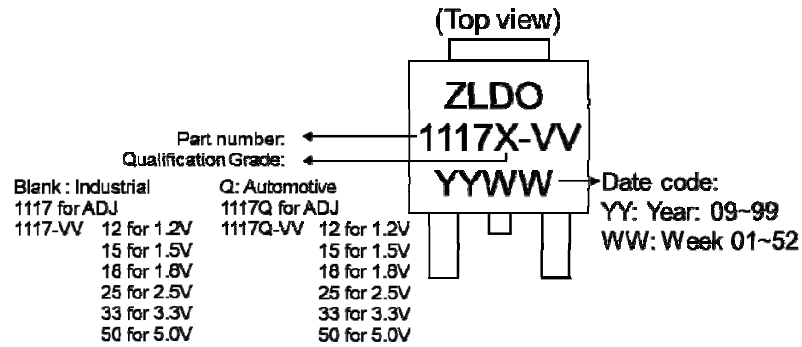 (Top view)
ZLDO
Part number:
1117X-VV
Qualification Grade:
YYWW
Date code:
YY: Year: 09~99
WW: Week 01~52
Blank : Industrial
1117 for ADJ
1117-VV 12 for 1.2V
15 for 1.5V
18 for 1.8V
25 for 2.5V
33 for 3.3V
50 for 5.0V
Q: Automotive
1117Q for ADJ
1117Q-VV 12 for 1.2V
15 for 1.5V
18 for 1.8V
25 for 2.5V
33 for 3.3V
50 for 5.0V